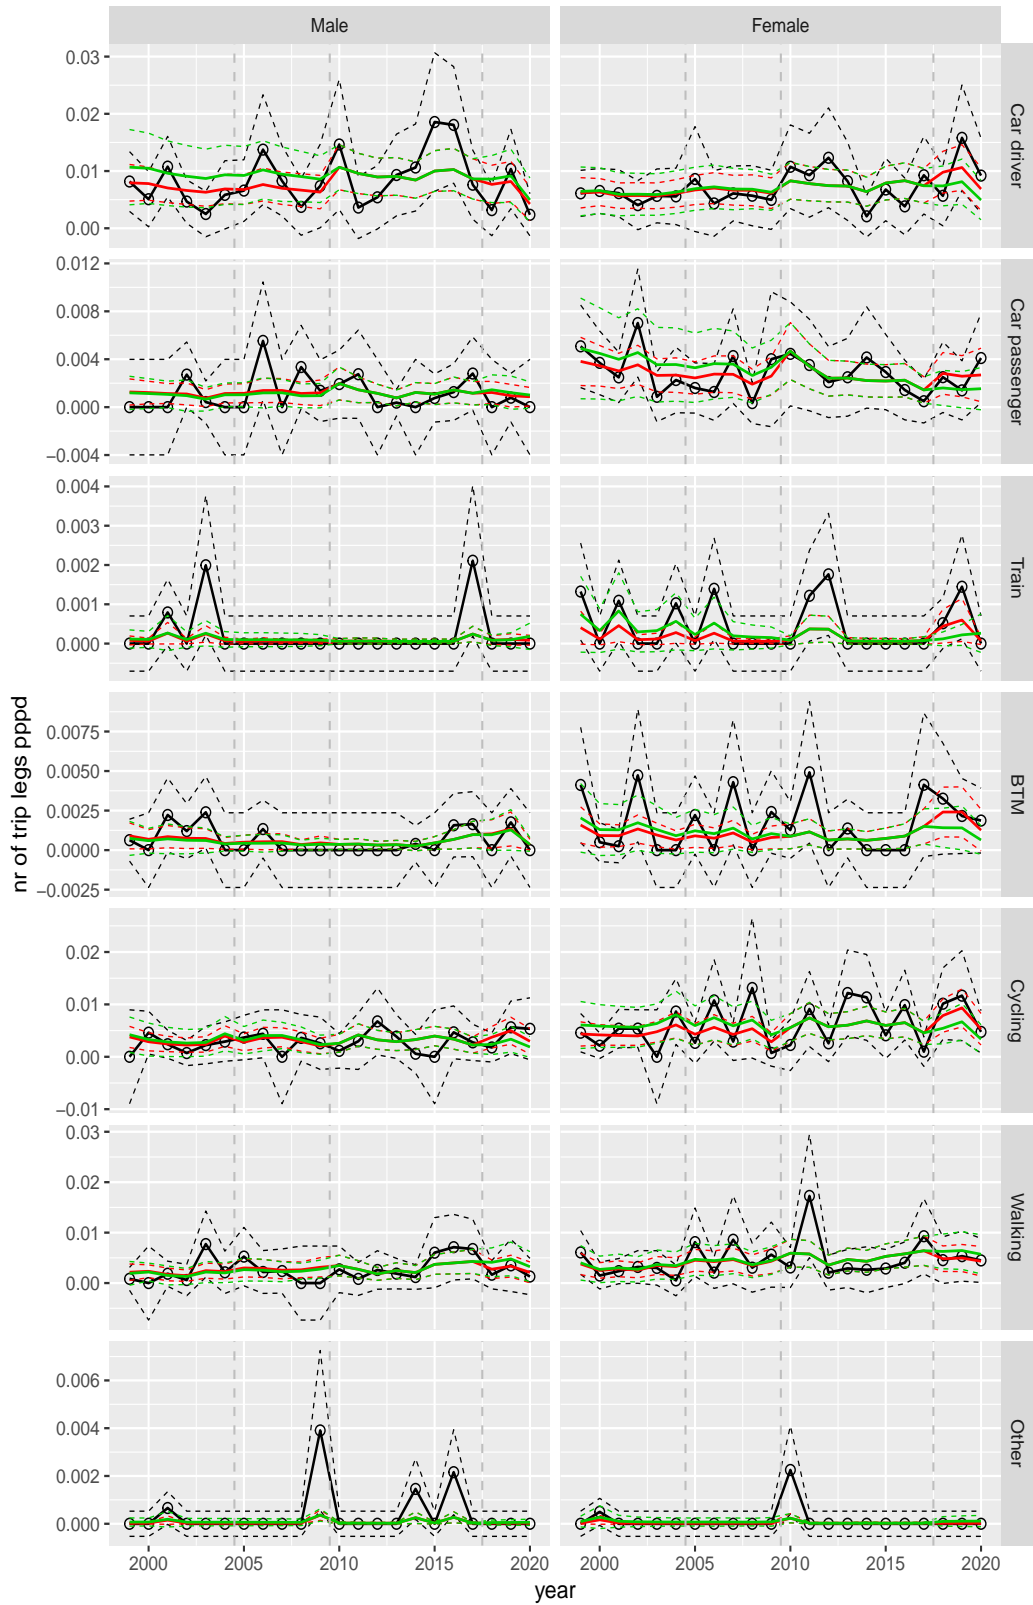 Male Female
0.03
0.02
0.01
0.00
Car driver
0.012
0.008
0.004
0.000
−0.004
Car passenger
0.004
0.003
0.002
0.001
0.000
Train
0.0075
0.0050
0.0025
0.0000
−0.0025
BTM
0.02
0.01
0.00
−0.01
Cycling
0.03
0.02
0.01
0.00
Walking
0.006
0.004
0.002
0.000
Other
nr of trip legs pppd
2000 2005 2010 2015 2020 2000 2005 2010 2015 2020
year